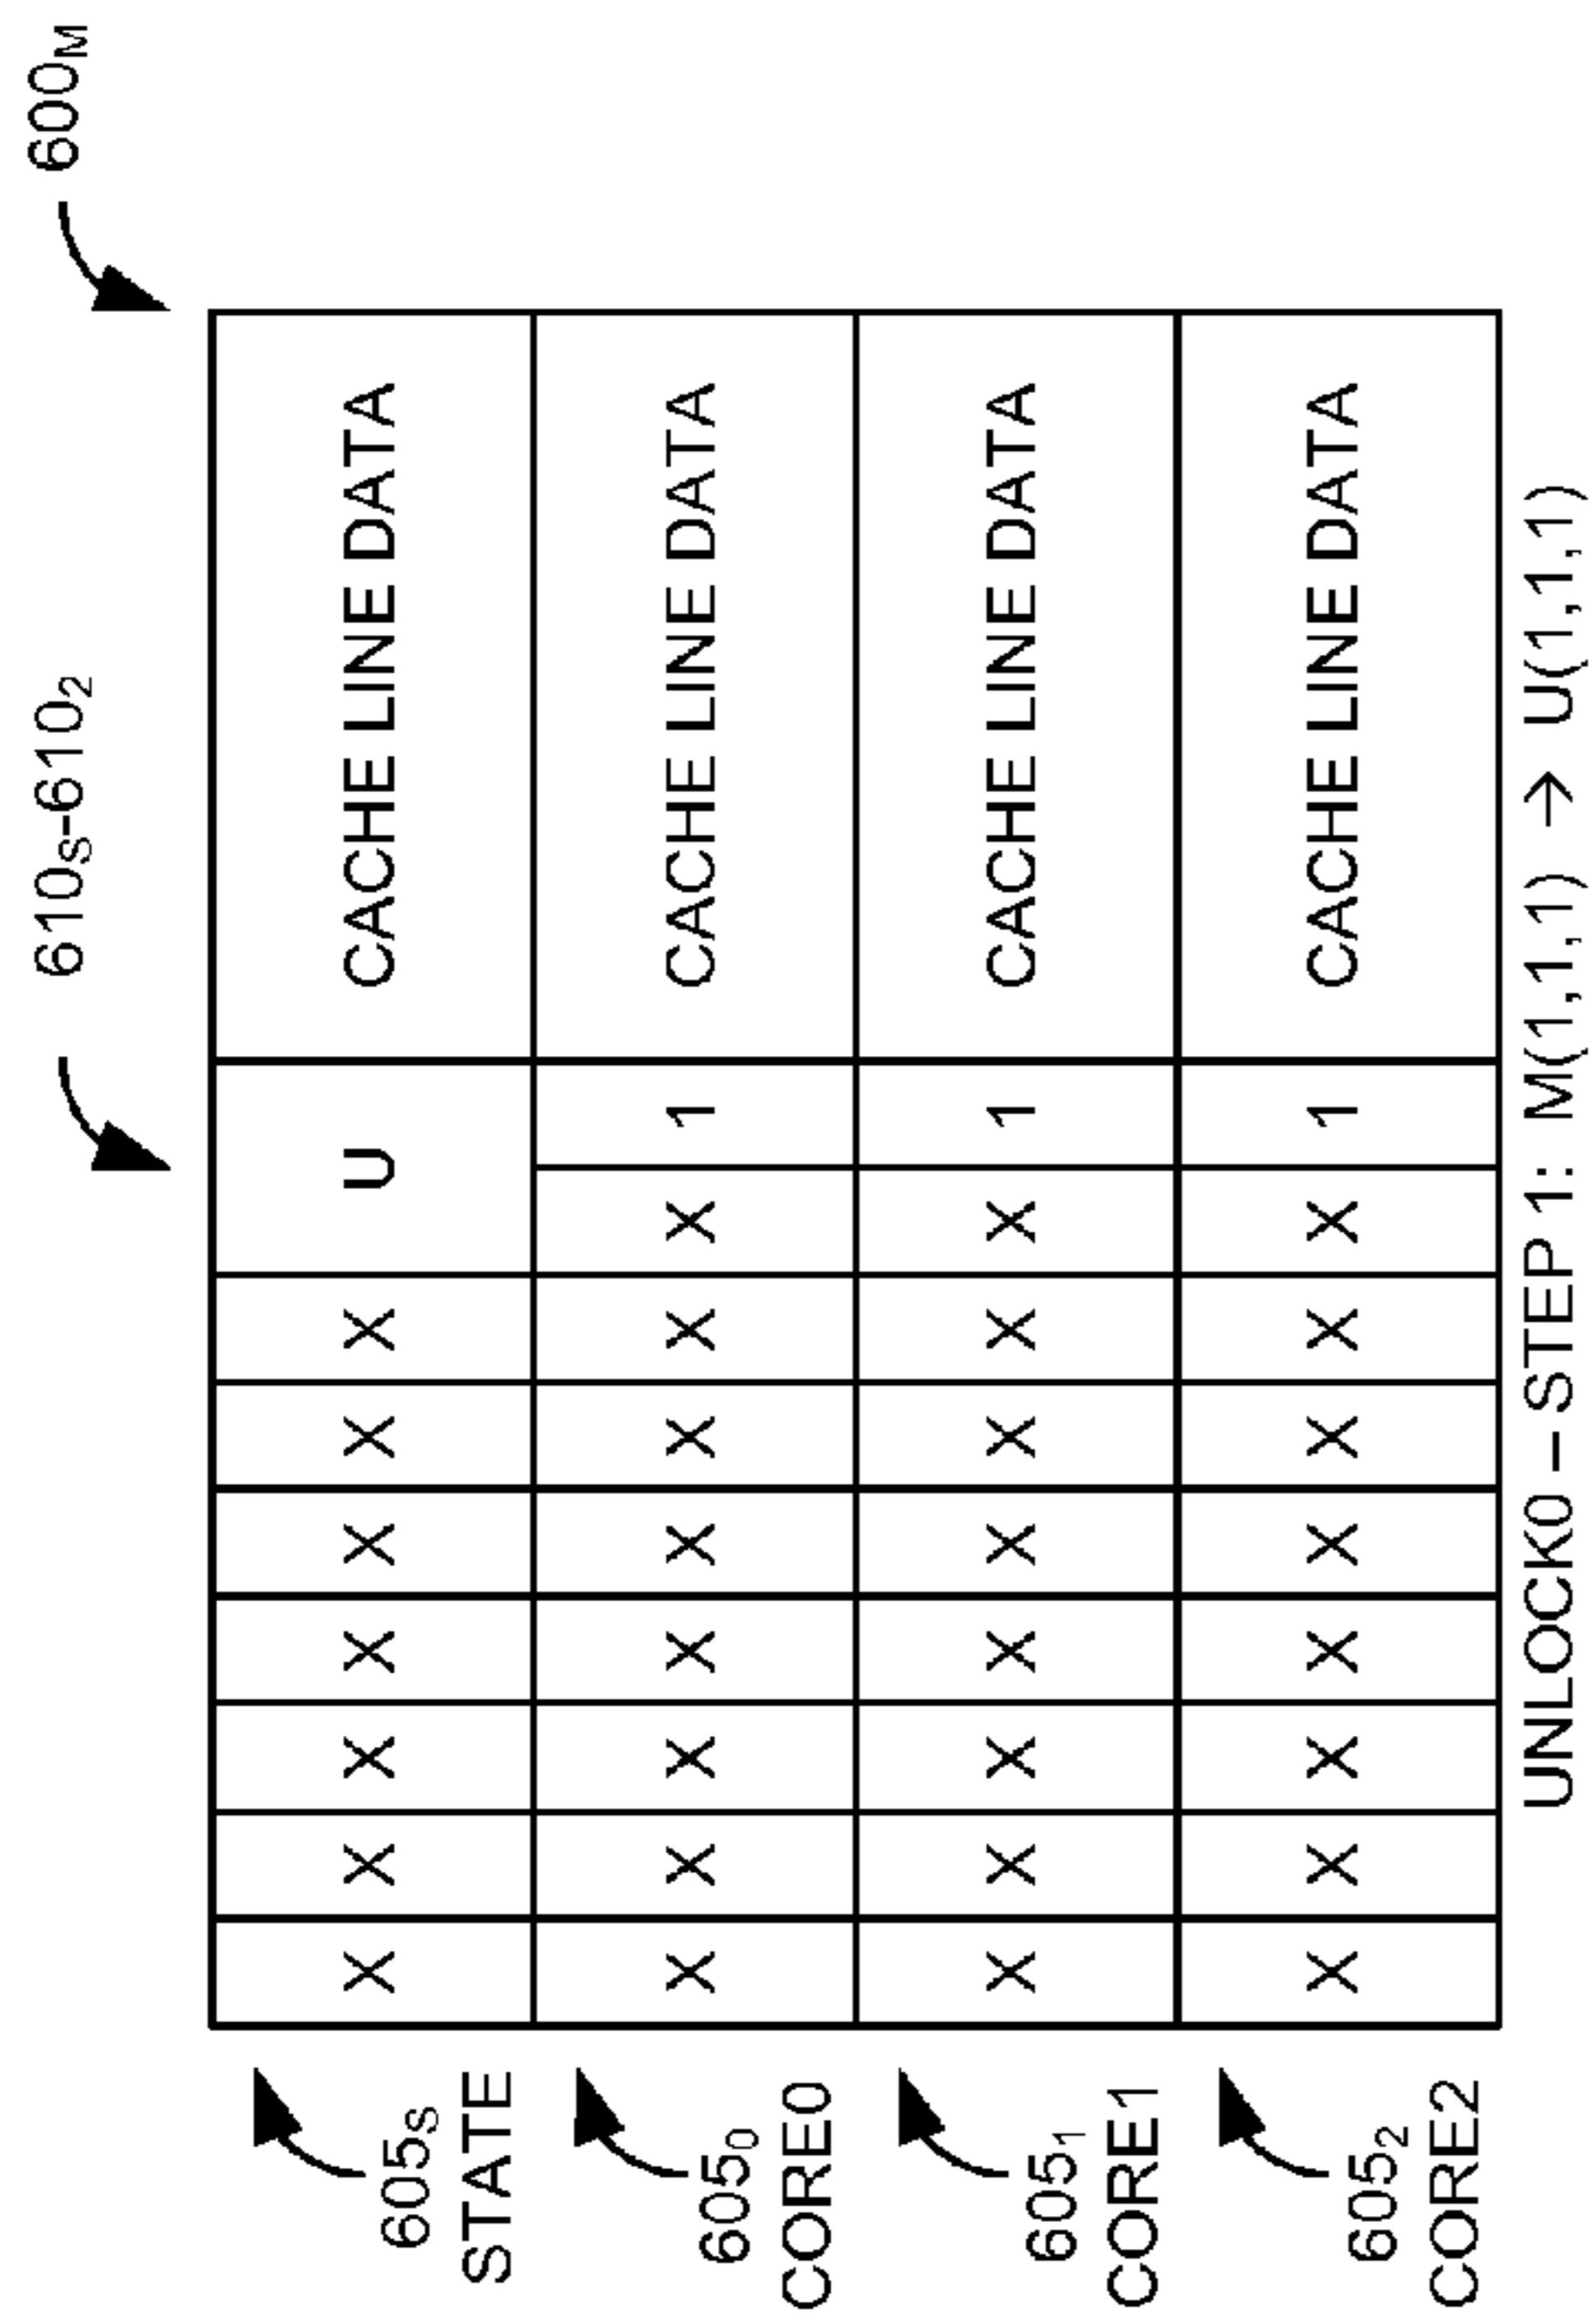 610ₛ-610₂ 600ₘ
X X X X X X X U CACHE LINE DATA
605ₛ
STATE
X X X X X X X X 1 CACHE LINE DATA
605₀
CORE0
X X X X X X X X 1 CACHE LINE DATA
605₁
CORE1
X X X X X X X X 1 CACHE LINE DATA
605₂
CORE2
UNLOCK0 – STEP 1: M(1,1,1) → U(1,1,1)